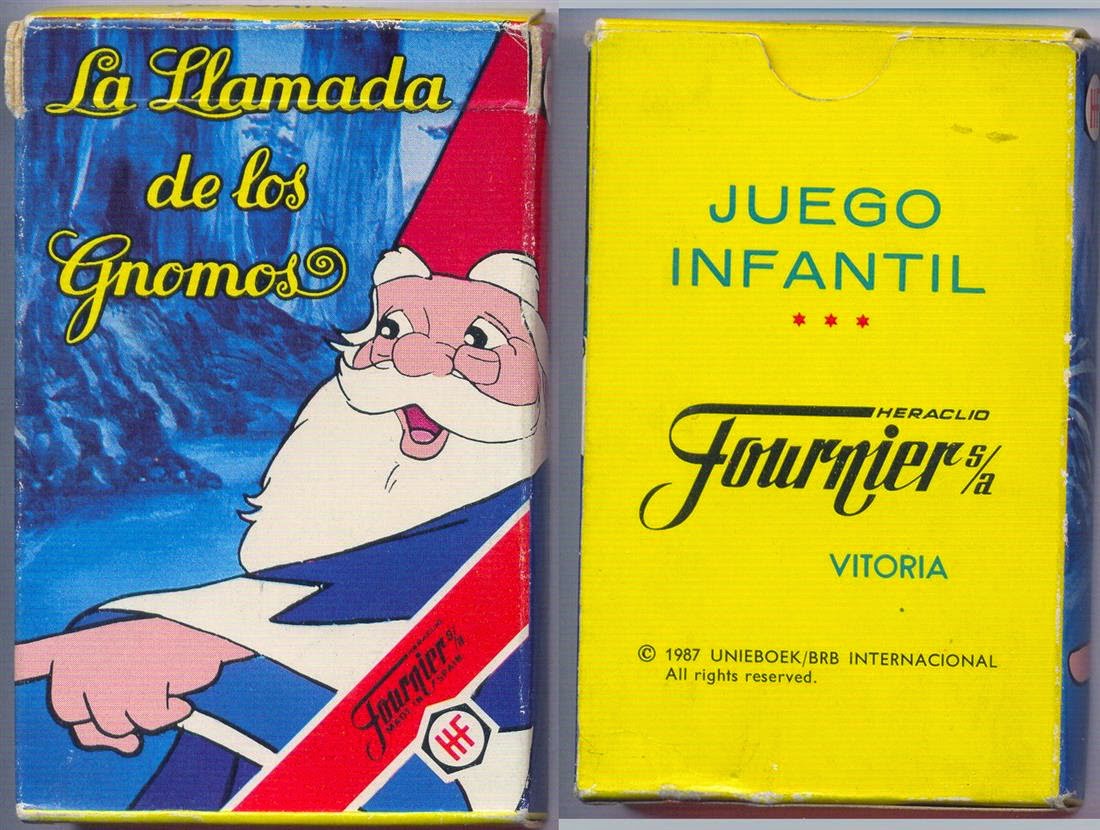 La Llamada
de los
Gnomos
HERACLIO
Fournier s/a
MADE IN SPAIN
HF
JUEGO
INFANTIL
HERACLIO
Fournier s/a
VITORIA
© 1987 UNIEBOEK/BRB INTERNACIONAL
All rights reserved.